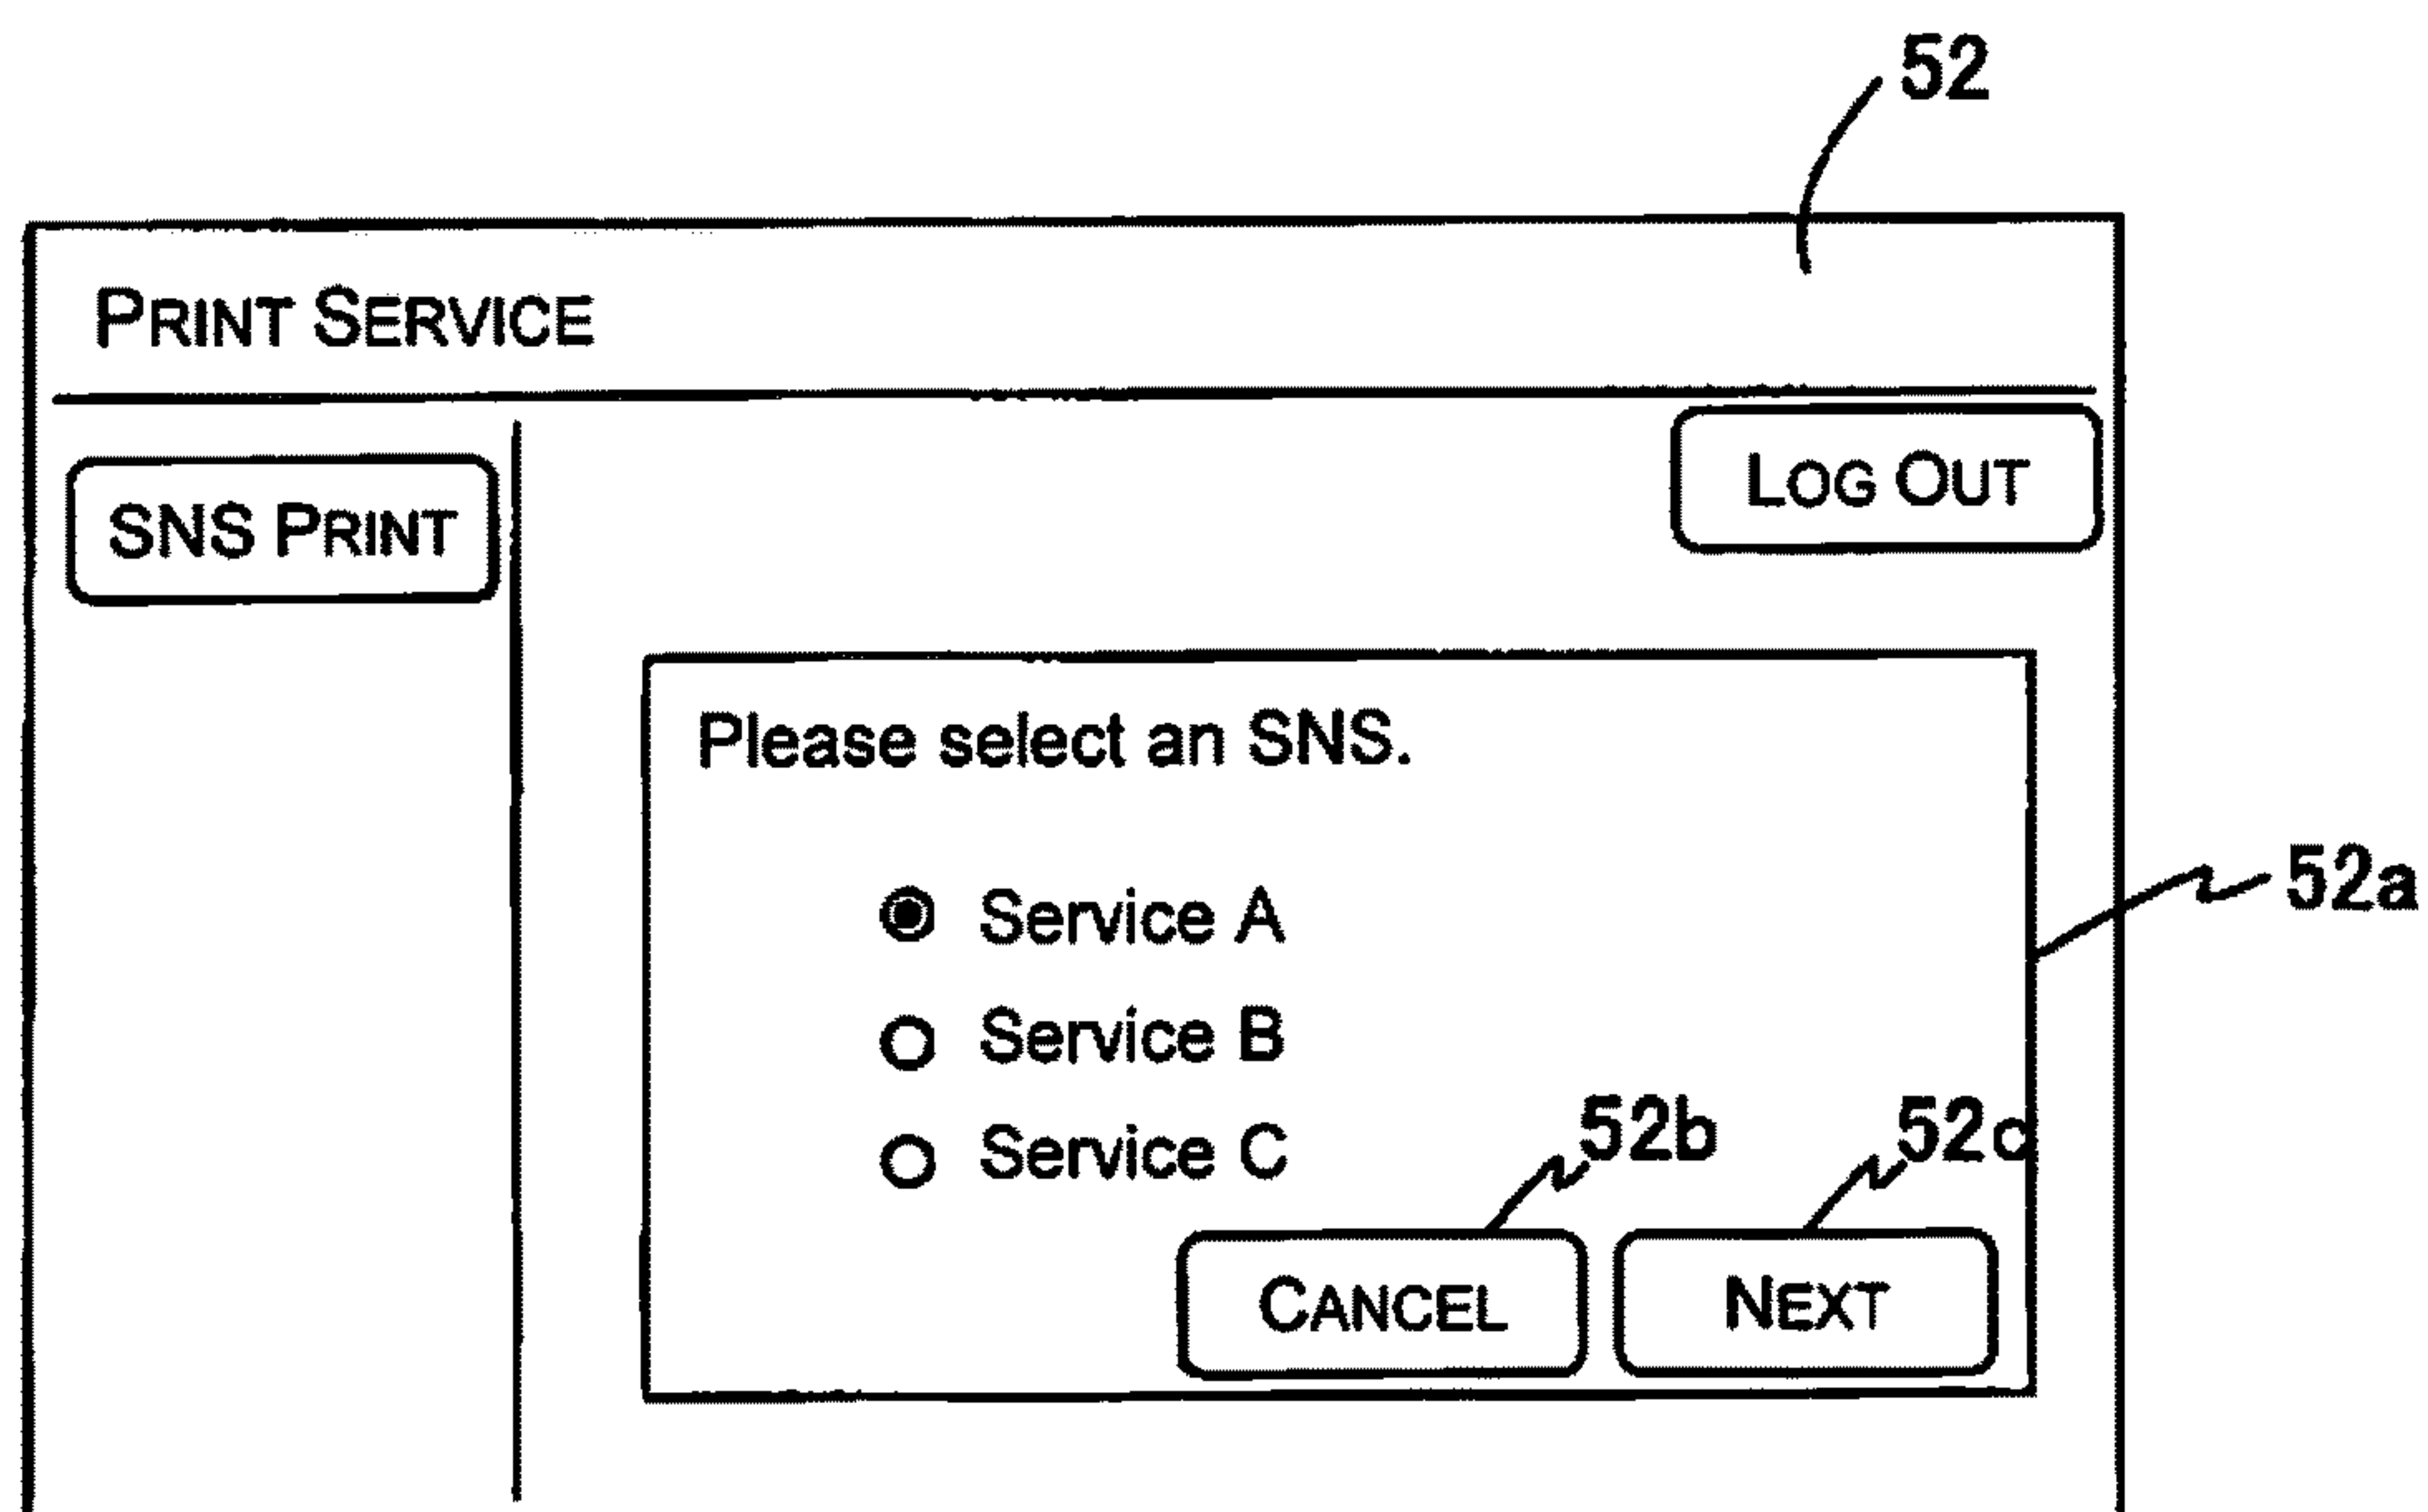 52
PRINT SERVICE
LOG OUT
SNS PRINT
Please select an SNS.
Service A
52a
Service B
Service C
52b
52c
CANCEL
NEXT